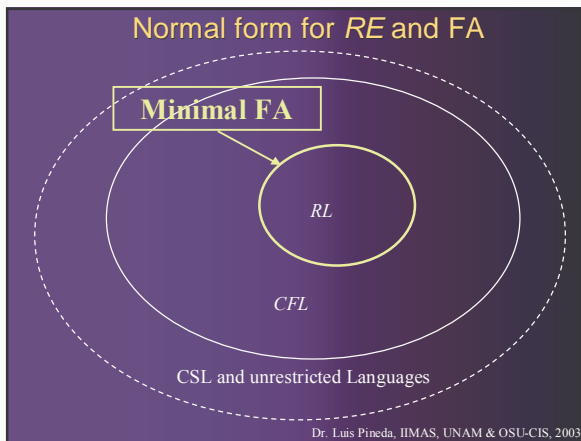 Normal form for RE and FA
Minimal FA
RL
CFL
CSL and unrestricted Languages
Dr. Luis Pineda, IIMAS, UNAM & OSU-CIS, 2003